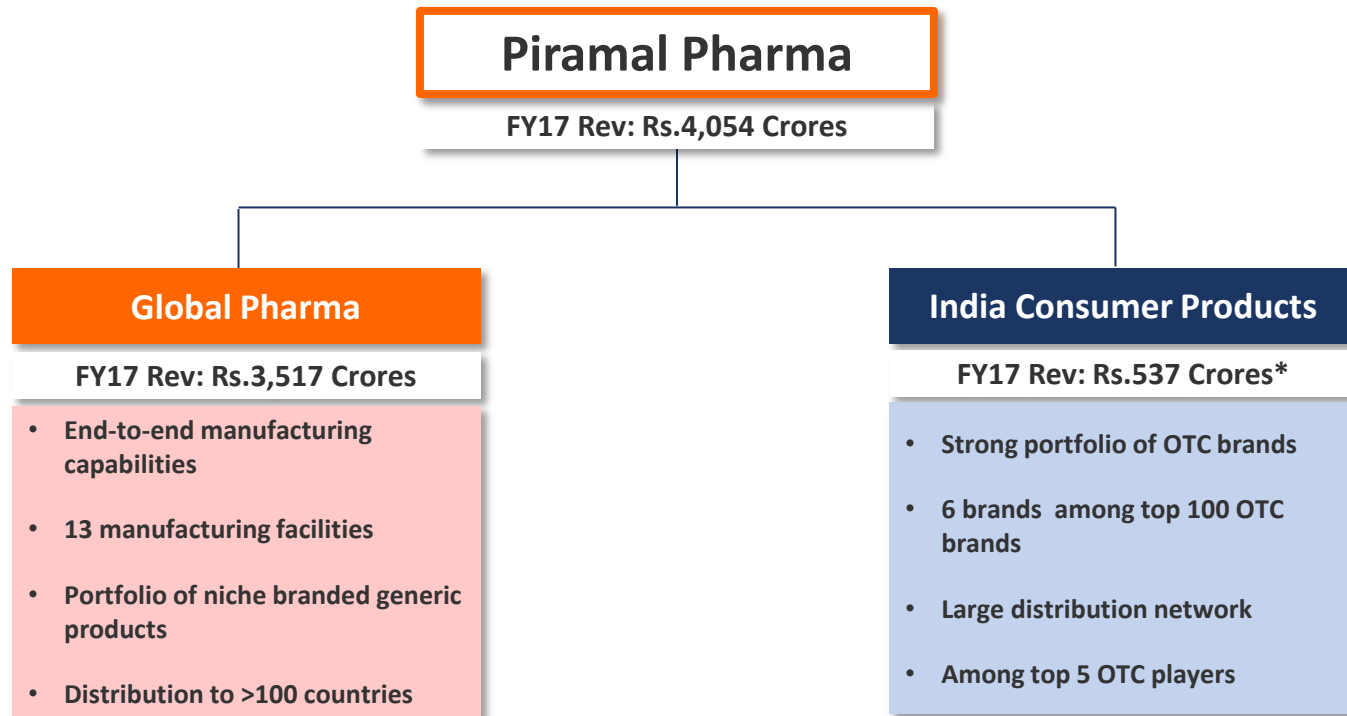 Piramal Pharma
FY17 Rev: Rs.4,054 Crores
Global Pharma
FY17 Rev: Rs.3,517 Crores
• End-to-end manufacturing
capabilities
• 13 manufacturing facilities
• Portfolio of niche branded generic
products
• Distribution to >100 countries
India Consumer Products
FY17 Rev: Rs.537 Crores*
• Strong portfolio of OTC brands
• 6 brands among top 100 OTC
brands
• Large distribution network
• Among top 5 OTC players